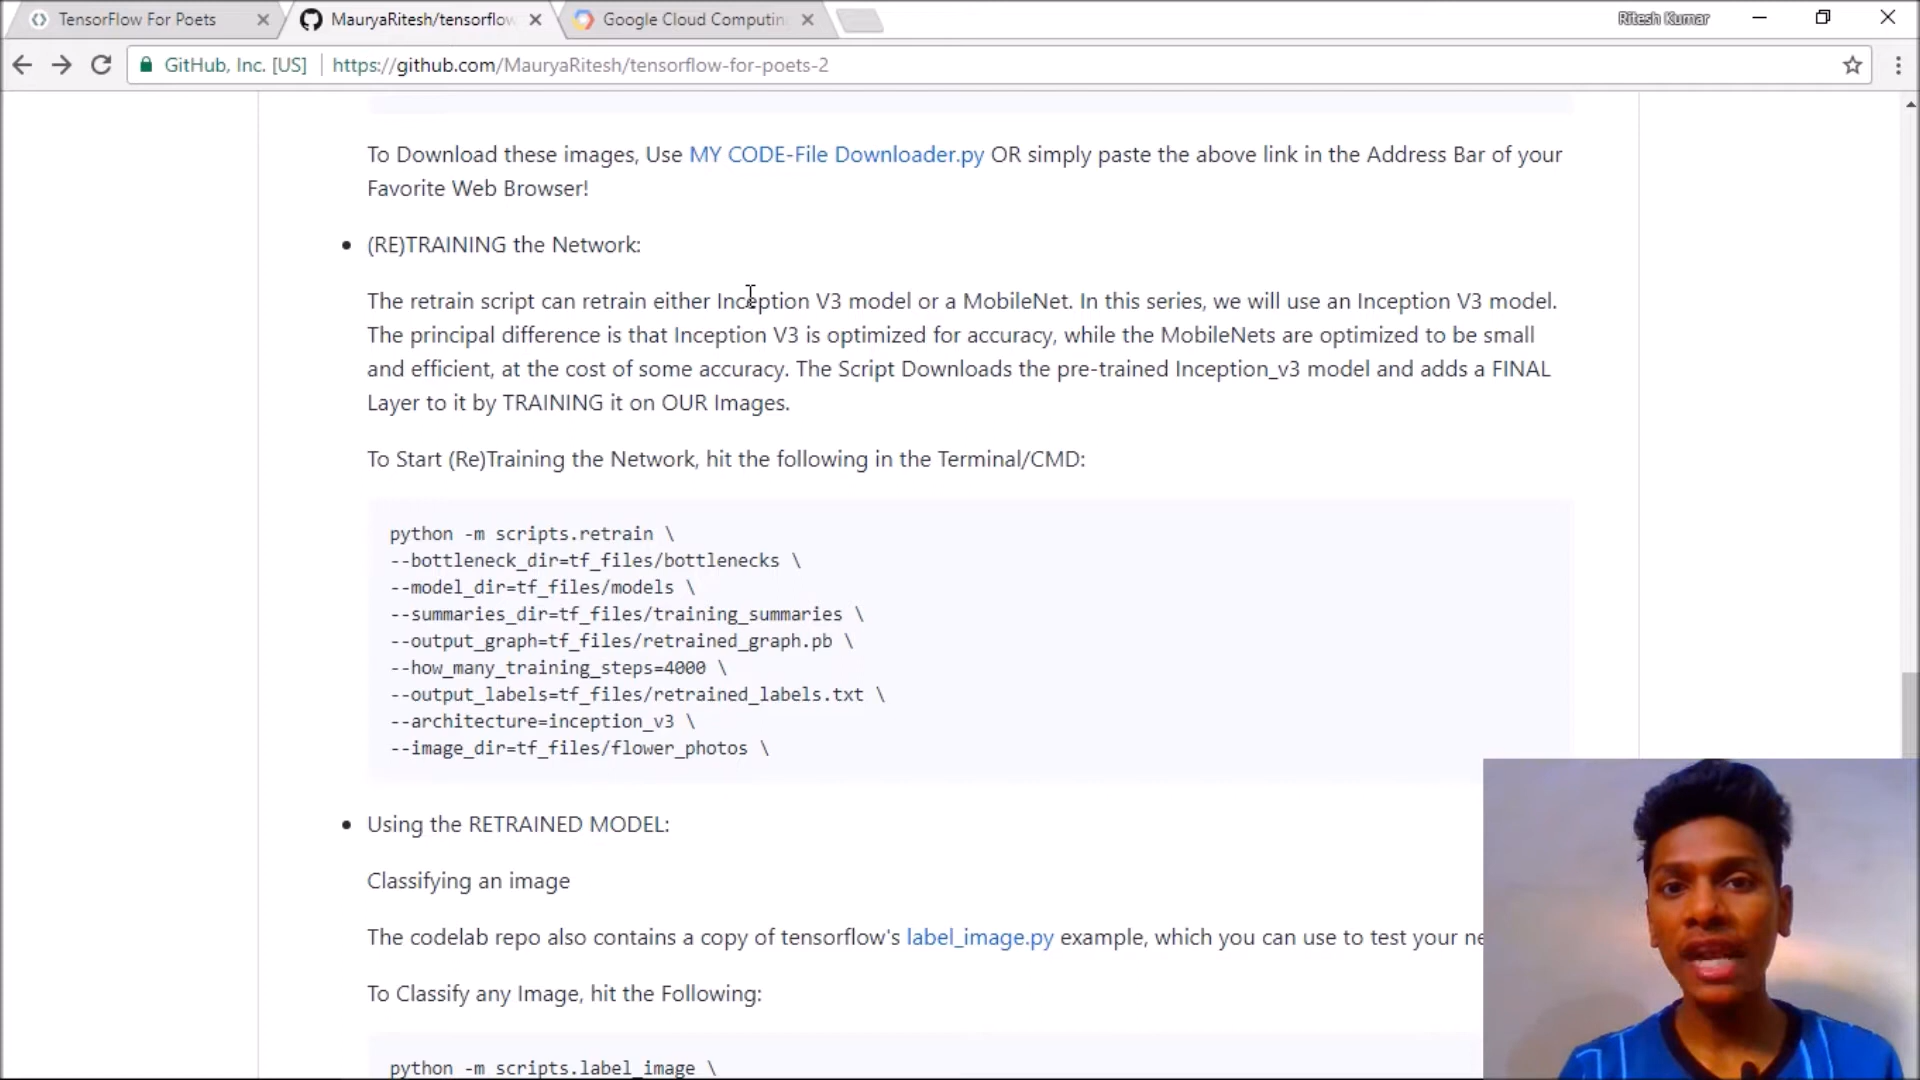 TensorFlow For Poets
MauryaRitesh/tensorflow
Google Cloud Computin
Ritesh Kumar
GitHub, Inc. [US]
https://github.com/MauryaRitesh/tensorflow-for-poets-2
To Download these images, Use MY CODE-File Downloader.py OR simply paste the above link in the Address Bar of your
Favorite Web Browser!
(RE)TRAINING the Network:
The retrain script can retrain either Inception V3 model or a MobileNet. In this series, we will use an Inception V3 model.
The principal difference is that Inception V3 is optimized for accuracy, while the MobileNets are optimized to be small
and efficient, at the cost of some accuracy. The Script Downloads the pre-trained Inception_v3 model and adds a FINAL
Layer to it by TRAINING it on OUR Images.
To Start (Re)Training the Network, hit the following in the Terminal/CMD:
python -m scripts.retrain \
--bottleneck_dir=tf_files/bottlenecks \
--model_dir=tf_files/models \
--summaries_dir=tf_files/training_summaries \
--output_graph=tf_files/retrained_graph.pb \
--how_many_training_steps=4000 \
--output_labels=tf_files/retrained_labels.txt \
--architecture=inception_v3 \
--image_dir=tf_files/flower_photos \
Using the RETRAINED MODEL:
Classifying an image
The codelab repo also contains a copy of tensorflow's label_image.py example, which you can use to test your ne
To Classify any Image, hit the Following:
python -m scripts.label_image \